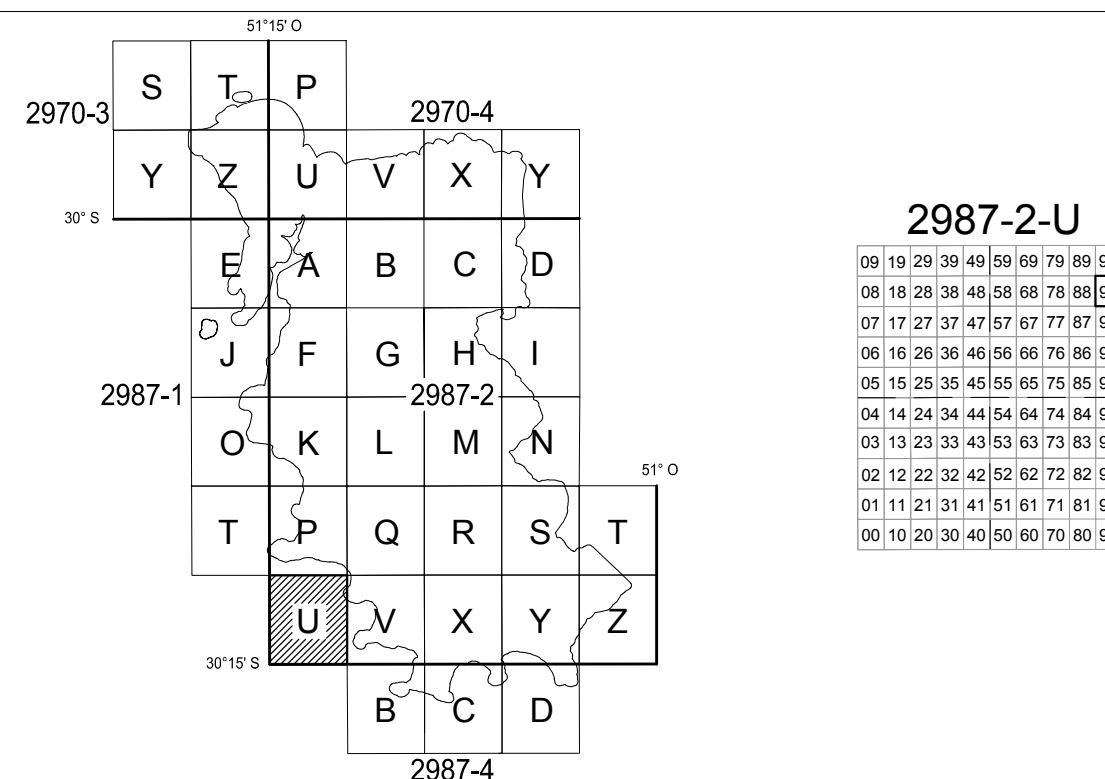 51°15' O
S T P
2970-3 2970-4
Y Z U V X Y
30° S
E A B C D
J F G H I
2987-1 2987-2
O K L M N
51° O
T P Q R S T
U V X Y Z
30°15' S
B C D
2987-4
2987-2-U
09 19 29 39 49 59 69 79 89
08 18 28 38 48 58 68 78 88
07 17 27 37 47 57 67 77 87
06 16 26 36 46 56 66 76 86
05 15 25 35 45 55 65 75 85
04 14 24 34 44 54 64 74 84
03 13 23 33 43 53 63 73 83
02 12 22 32 42 52 62 72 82
01 11 21 31 41 51 61 71 81
00 10 20 30 40 50 60 70 80